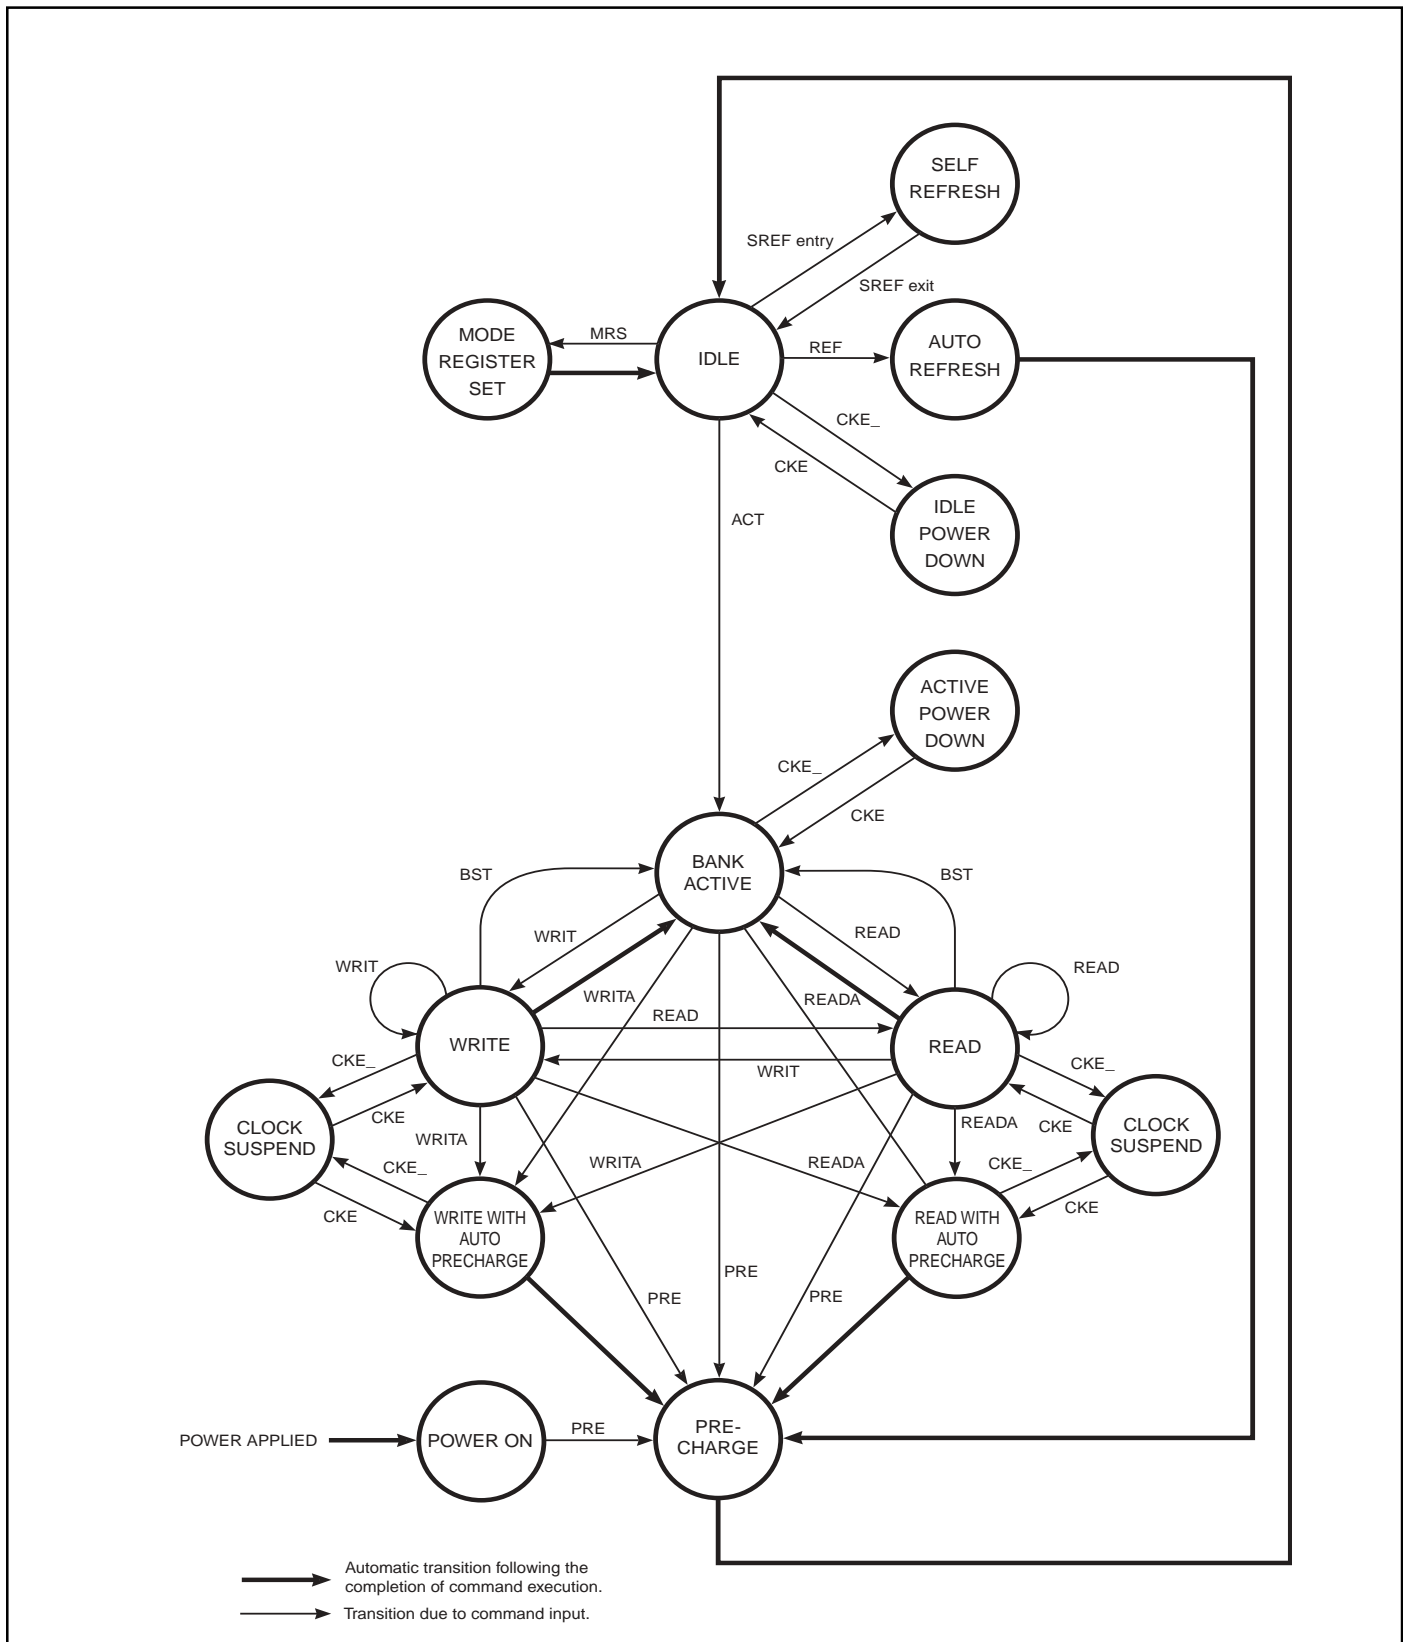 SELF
REFRESH
SREF entry
SREF exit
MODE
REGISTER
SET
MRS
IDLE
REF
AUTO
REFRESH
CKE_
CKE
IDLE
POWER
DOWN
ACT
ACTIVE
POWER
DOWN
CKE_
CKE
BANK
ACTIVE
BST
BST
WRIT
READ
WRIT
READ
WRITA
READA
READ
WRITE
READ
WRIT
CKE_
CKE_
CKE
CKE
CLOCK
SUSPEND
CLOCK
SUSPEND
WRITA
READA
CKE_
WRITA
READA
CKE_
CKE
CKE
WRITE WITH
AUTO
PRECHARGE
READ WITH
AUTO
PRECHARGE
PRE
PRE
PRE
POWER APPLIED
POWER ON
PRE
PRE-
CHARGE
Automatic transition following the
completion of command execution.
Transition due to command input.